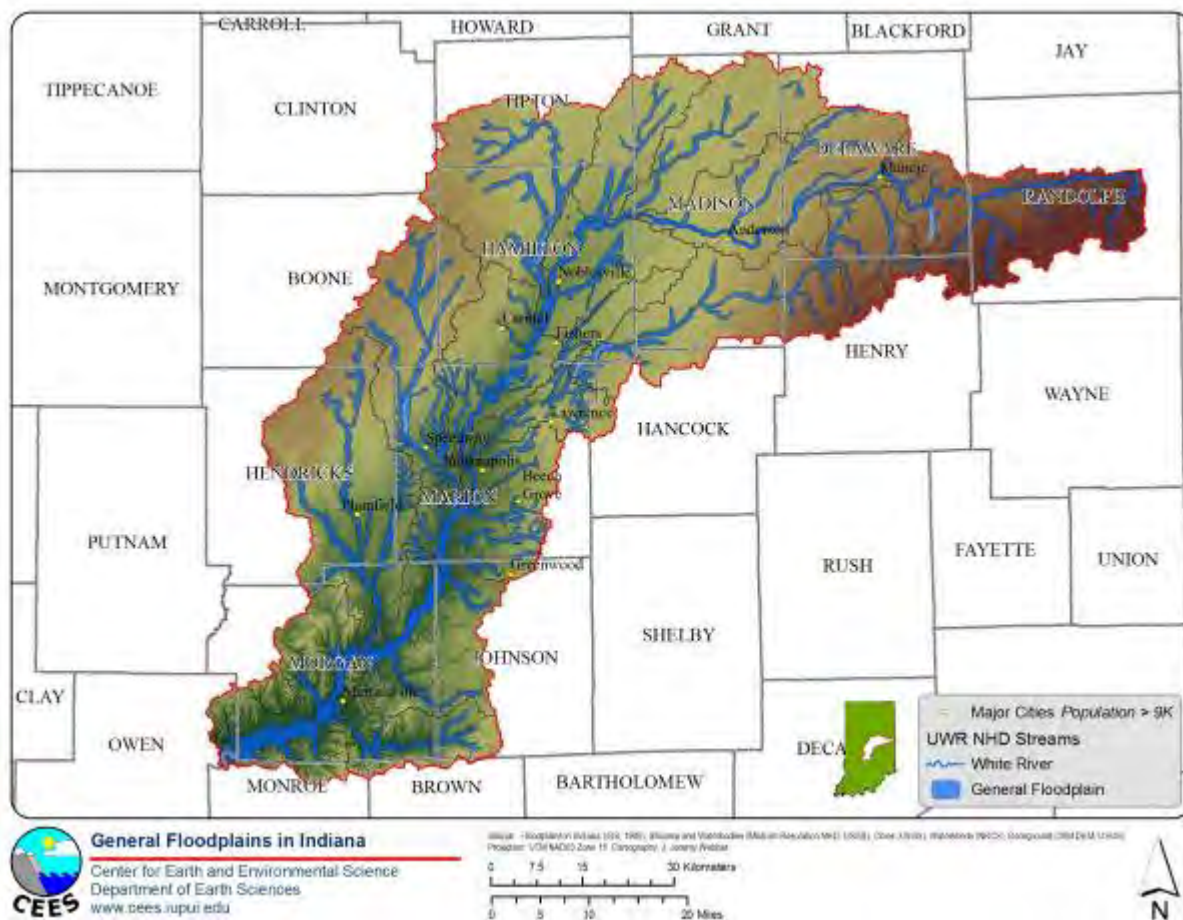 CARROLL
HOWARD
GRANT
BLACKFORD
JAY
TIPPECANOE
CLINTON
TIPTON
DELAWARE
Muncie
RANDOLPH
MADISON
Anderson
HAMILTON
Noblesville
BOONE
MONTGOMERY
Carmel
Fishers
HENRY
WAYNE
Lawrence
HANCOCK
Speedway
Indianapolis
HENDRICKS
Beech
Grove
MARION
Plainfield
PUTNAM
FAYETTE
UNION
RUSH
Greenwood
SHELBY
JOHNSON
MORGAN
Martinsville
CLAY
OWEN
DECA
MONROE
BROWN
BARTHOLOMEW
Major Cities Population > 9K
UWR NHD Streams
White River
General Floodplain
CEES
General Floodplains in Indiana
Center for Earth and Environmental Science
Department of Earth Sciences
www.cees.iupui.edu
0 7.5 15 30 Kilometers
0 5 10 20 Miles
N